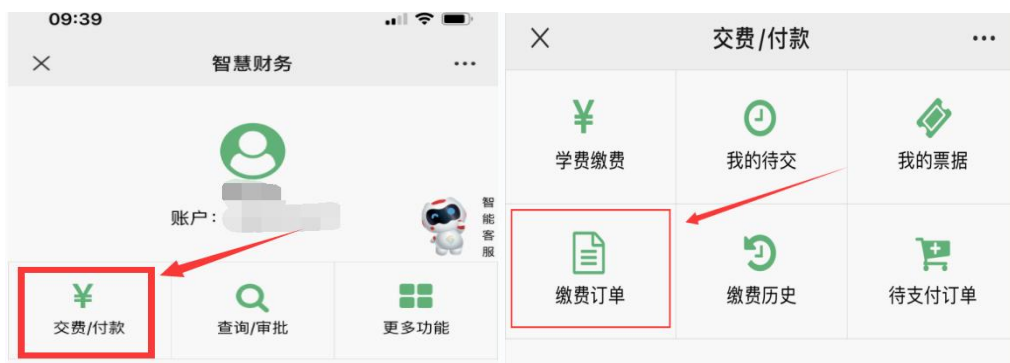 09:39
智慧财务
账户：
智能客服
¥
交费/付款
查询/审批
更多功能
交费/付款
¥
学费缴费
我的待交
我的票据
缴费订单
缴费历史
待支付订单